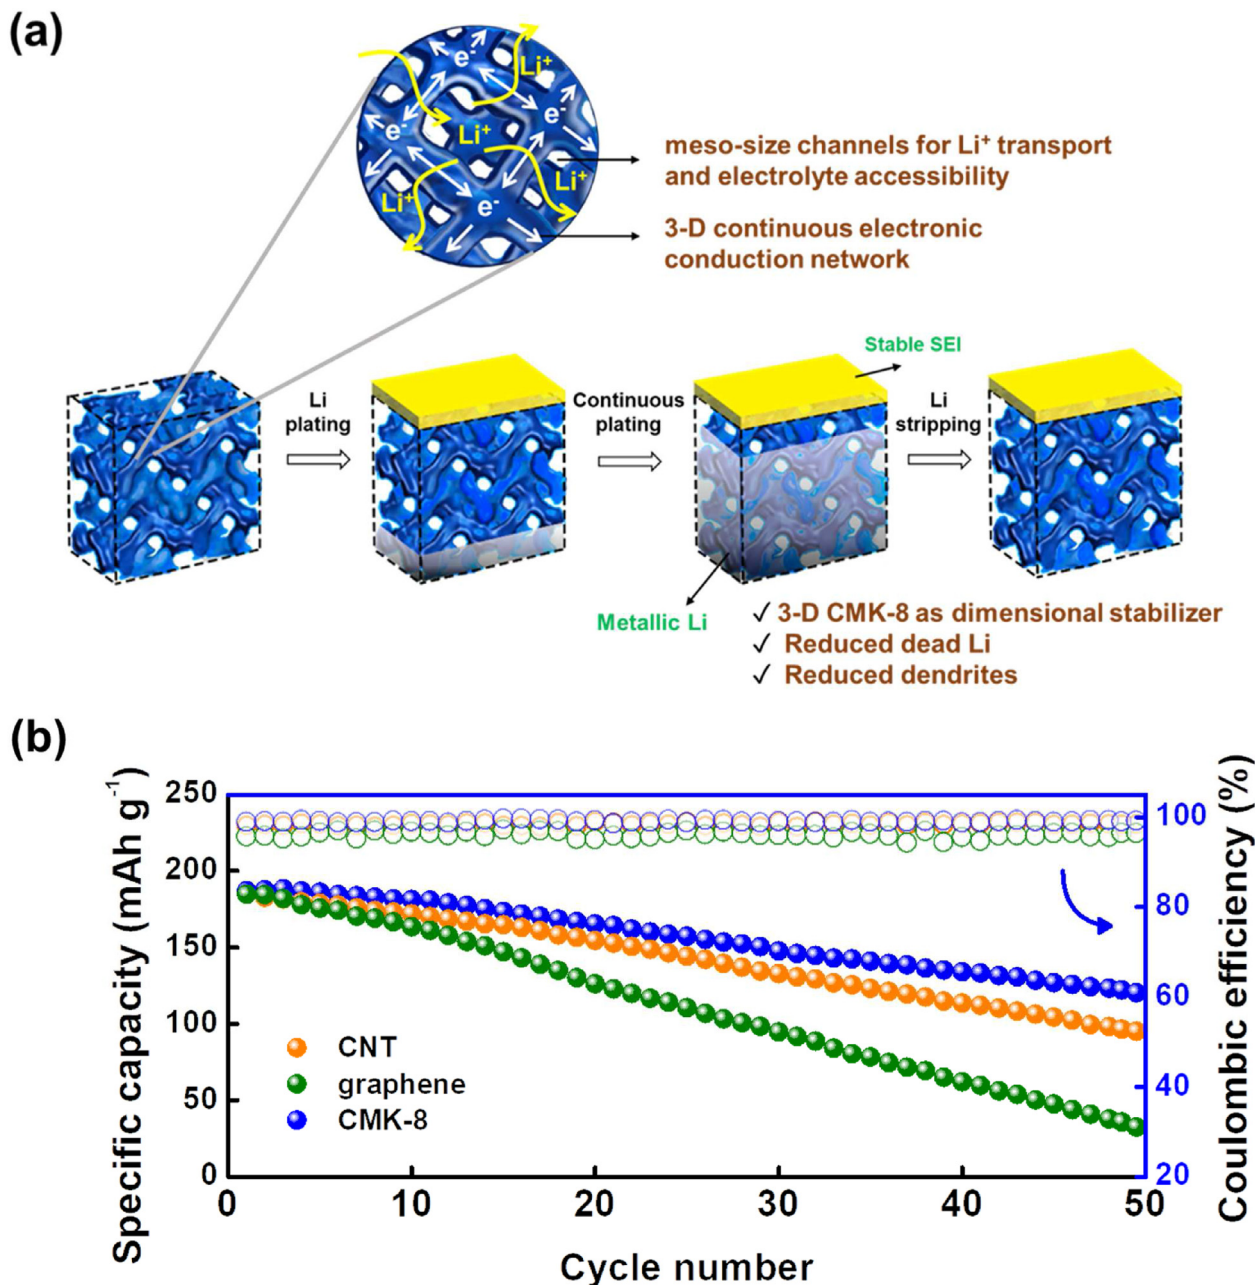 (a)
e-
Li+
Li+
e-
e-
Li+
Li+
e-
meso-size channels for Li+ transport
and electrolyte accessibility
3-D continuous electronic
conduction network
Stable SEI
Li
plating
Continuous
plating
Li
stripping
Metallic Li
✓ 3-D CMK-8 as dimensional stabilizer
✓ Reduced dead Li
✓ Reduced dendrites
(b)
Specific capacity (mAh g-1)
250
200
150
100
50
0
CNT
graphene
CMK-8
100
80
60
40
20
Coulombic efficiency (%)
0
10
20
30
40
50
Cycle number